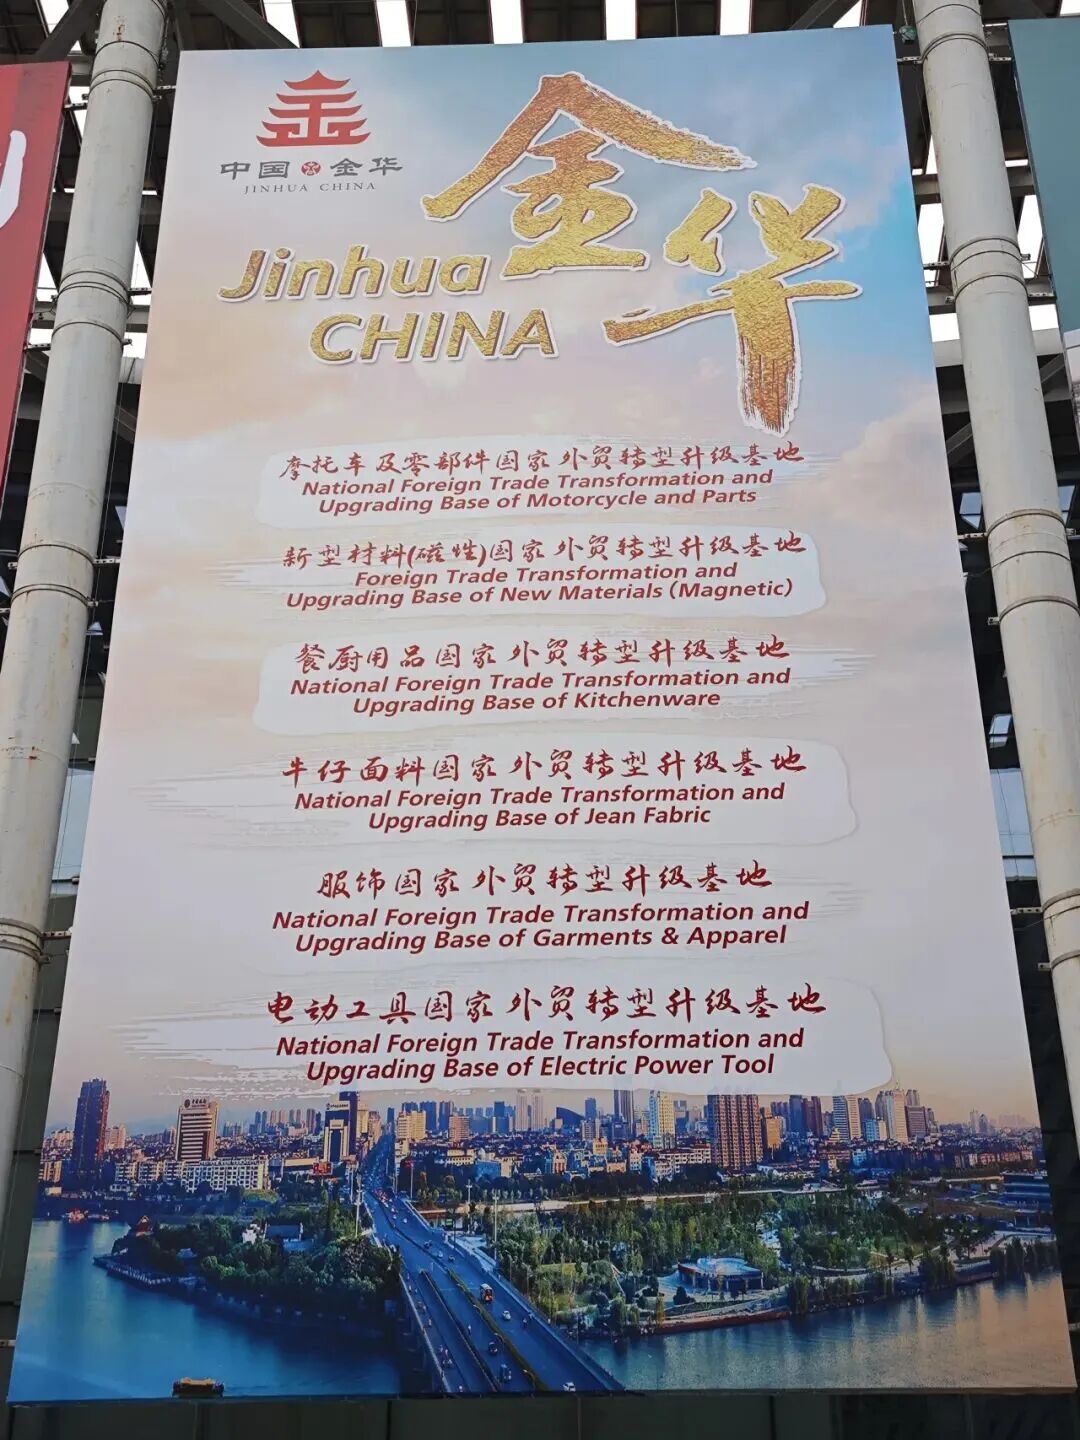 中国 金华
JINHUA CHINA
金华
Jinhua
CHINA
摩托车及零部件国家外贸转型升级基地
National Foreign Trade Transformation and
Upgrading Base of Motorcycle and Parts
新型材料(磁性)国家外贸转型升级基地
Foreign Trade Transformation and
Upgrading Base of New Materials (Magnetic)
餐厨用品国家外贸转型升级基地
National Foreign Trade Transformation and
Upgrading Base of Kitchenware
牛仔面料国家外贸转型升级基地
National Foreign Trade Transformation and
Upgrading Base of Jean Fabric
服饰国家外贸转型升级基地
National Foreign Trade Transformation and
Upgrading Base of Garments & Apparel
电动工具国家外贸转型升级基地
National Foreign Trade Transformation and
Upgrading Base of Electric Power Tool